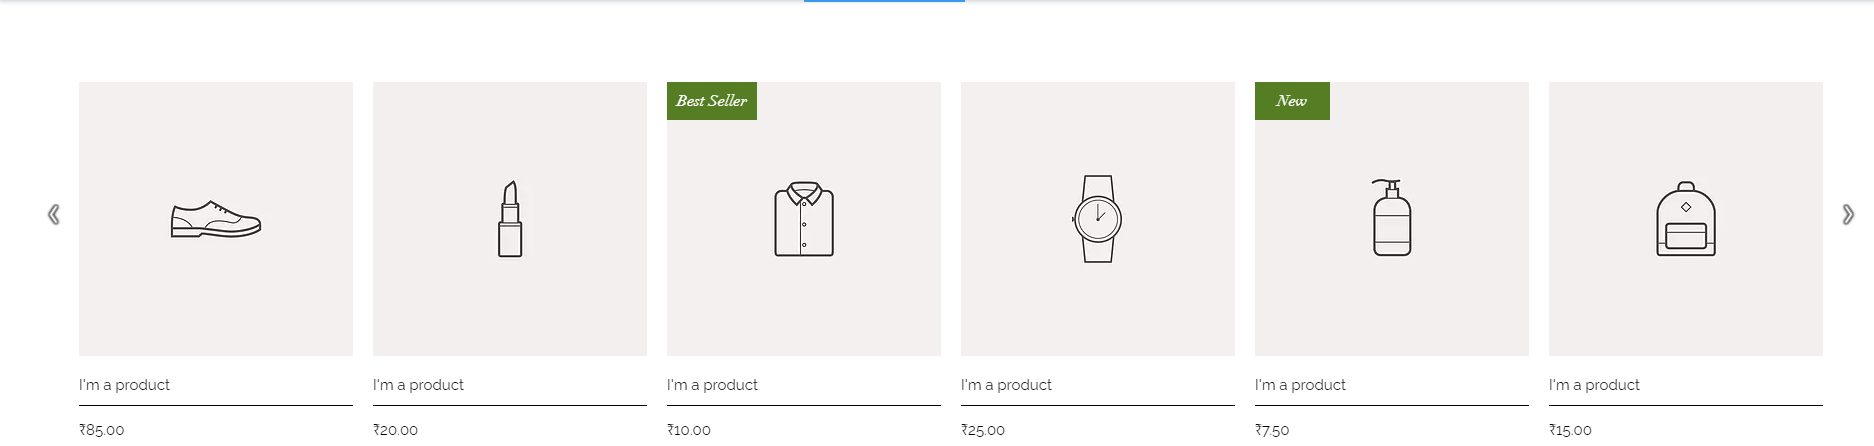 Best Seller
New
I'm a product
I'm a product
I'm a product
I'm a product
I'm a product
I'm a product
₹85.00
₹20.00
₹10.00
₹25.00
₹7.50
₹15.00